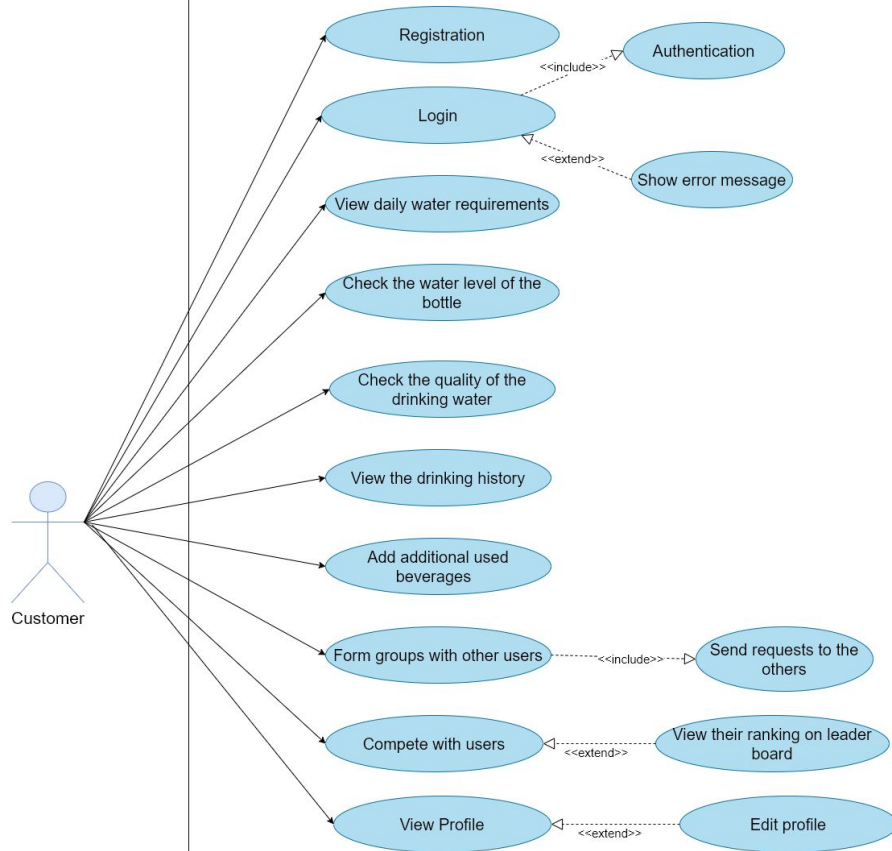 Registration
Authentication
<<include>>
Login
<<extend>>
Show error message
View daily water requirements
Check the water level of the
bottle
Check the quality of the
drinking water
View the drinking history
Add additional used
beverages
Customer
Form groups with other users
<<include>>
Send requests to the
others
Compete with users
<<extend>>
View their ranking on leader
board
View Profile
<<extend>>
Edit profile